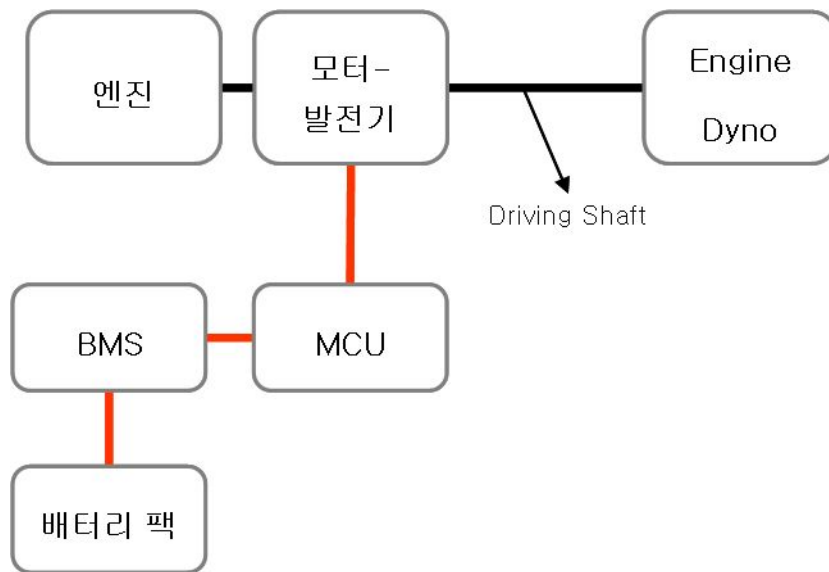 엔진
모터-
발전기
Engine
Dyno
Driving Shaft
BMS
MCU
배터리 팩